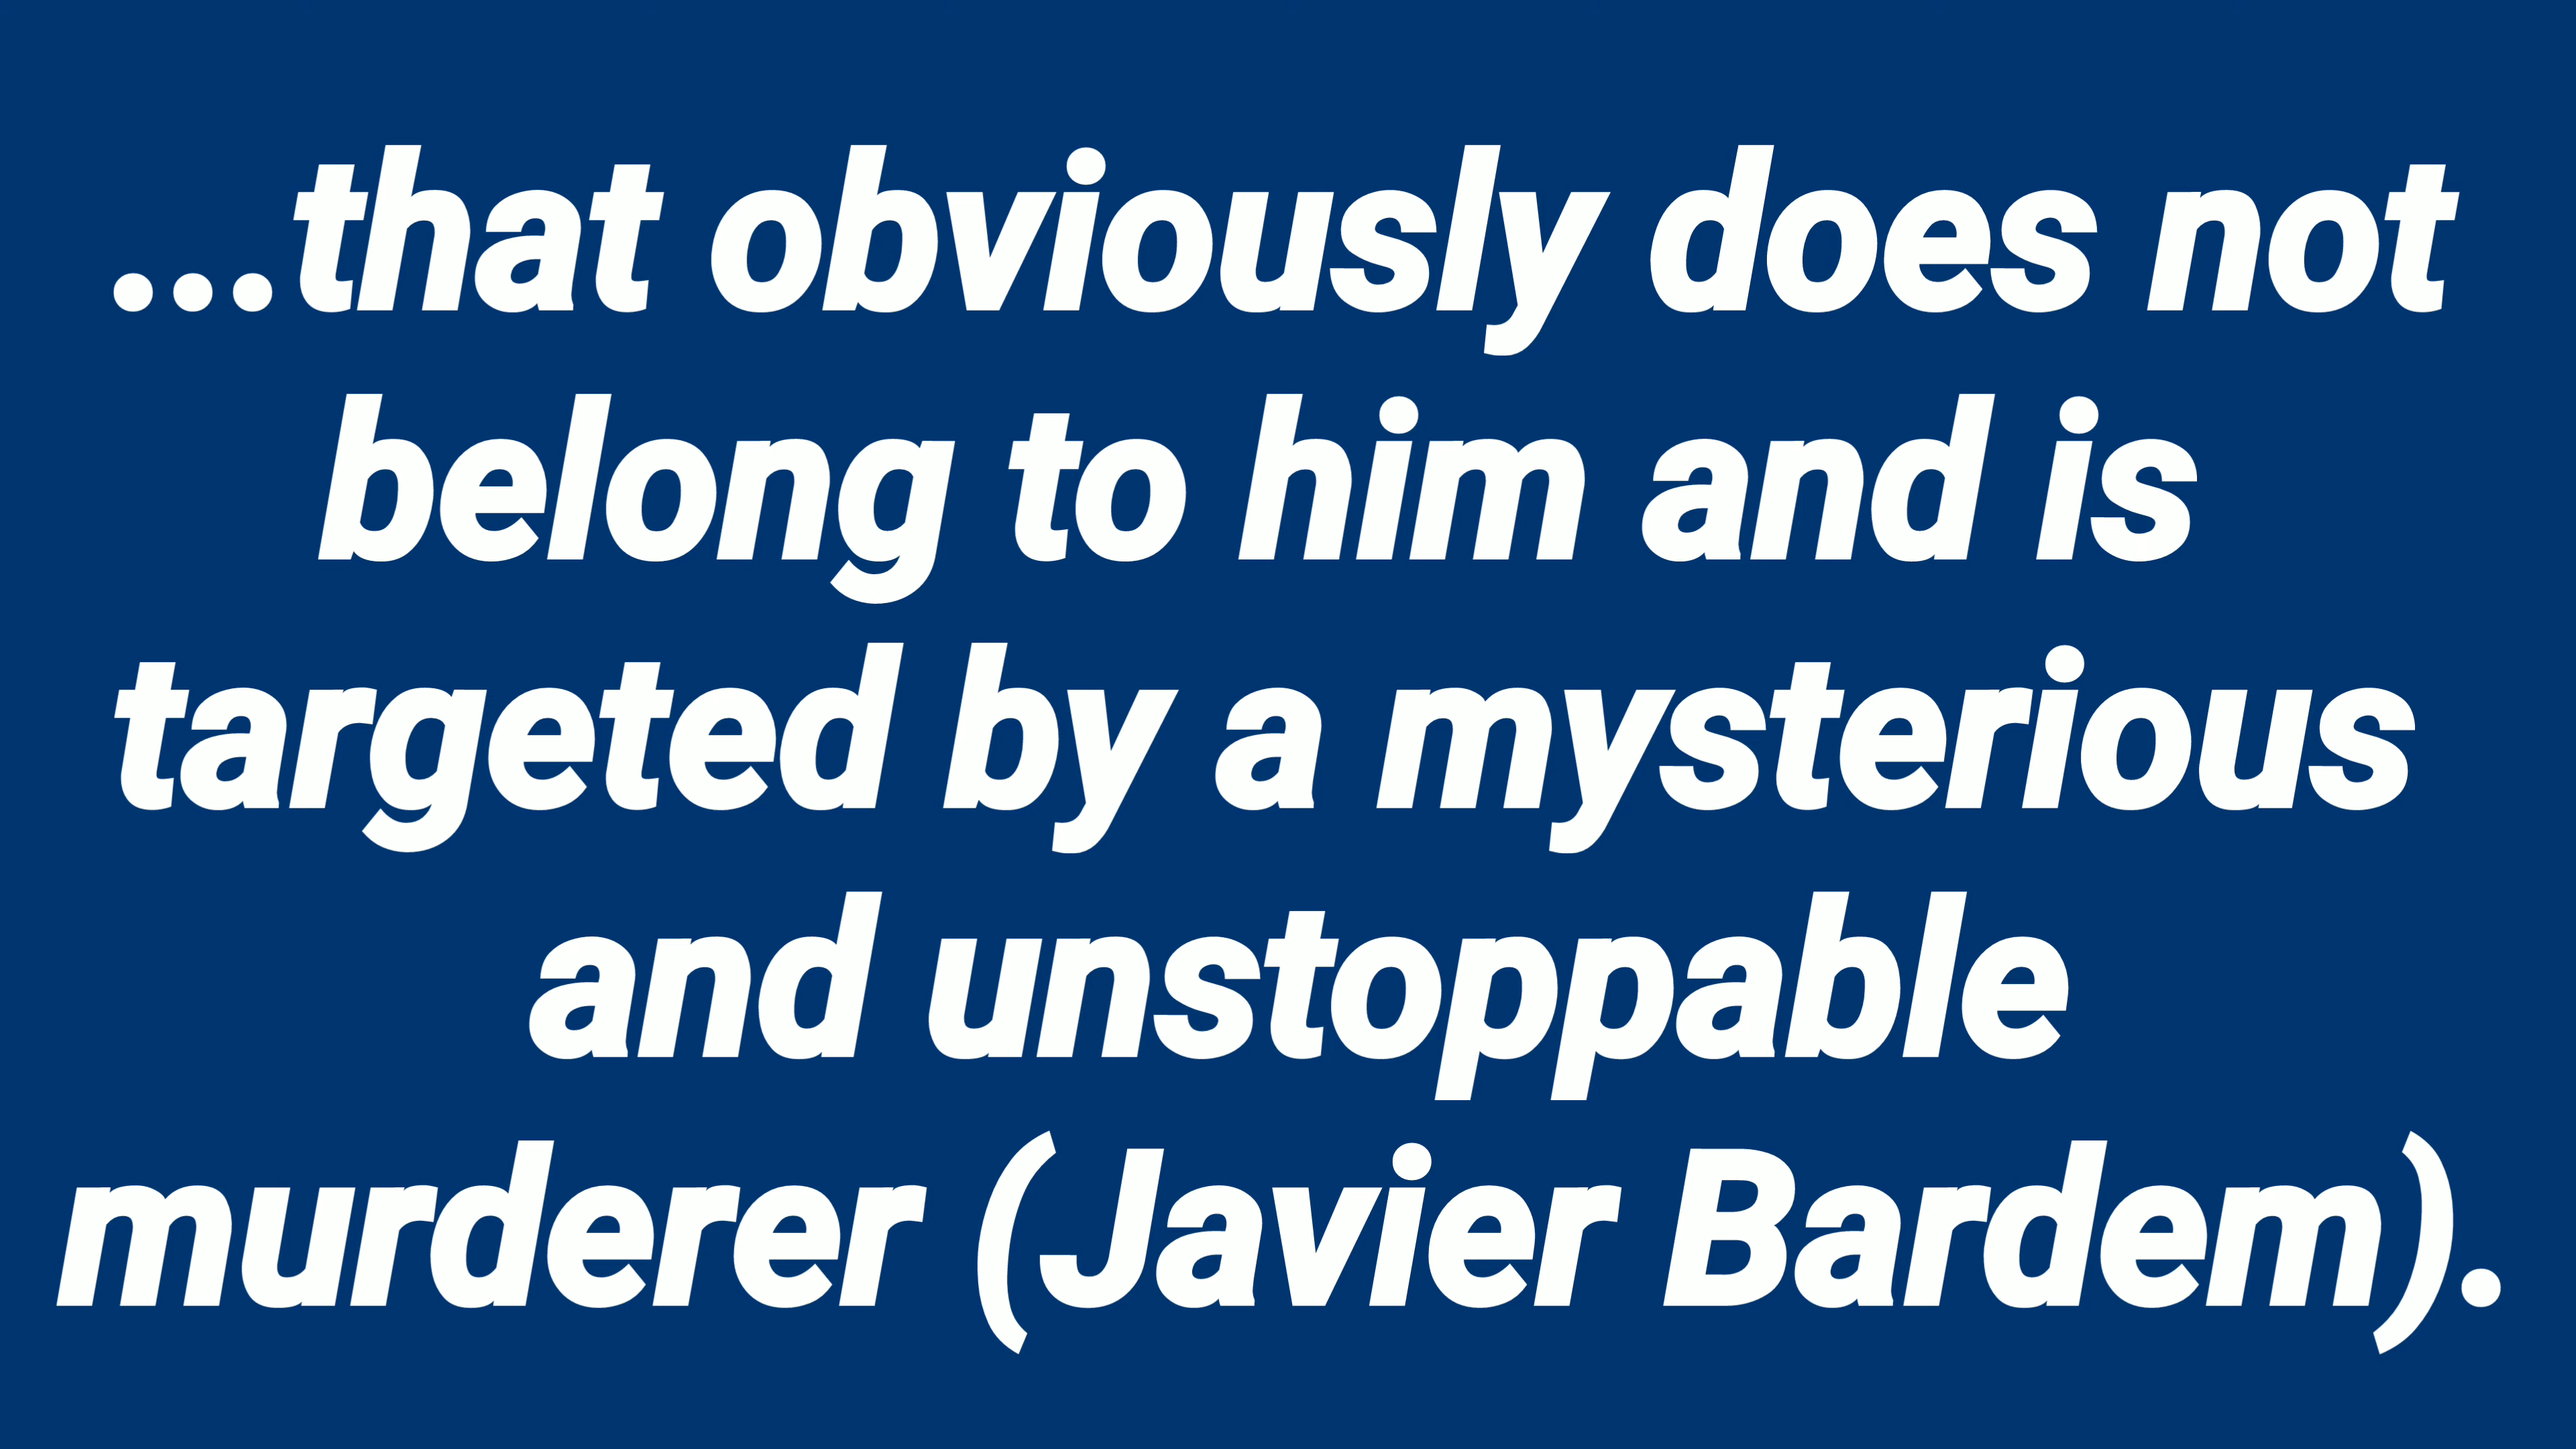 ...that obviously does not
belong to him and is
targeted by a mysterious
and unstoppable
murderer (Javier Bardem).